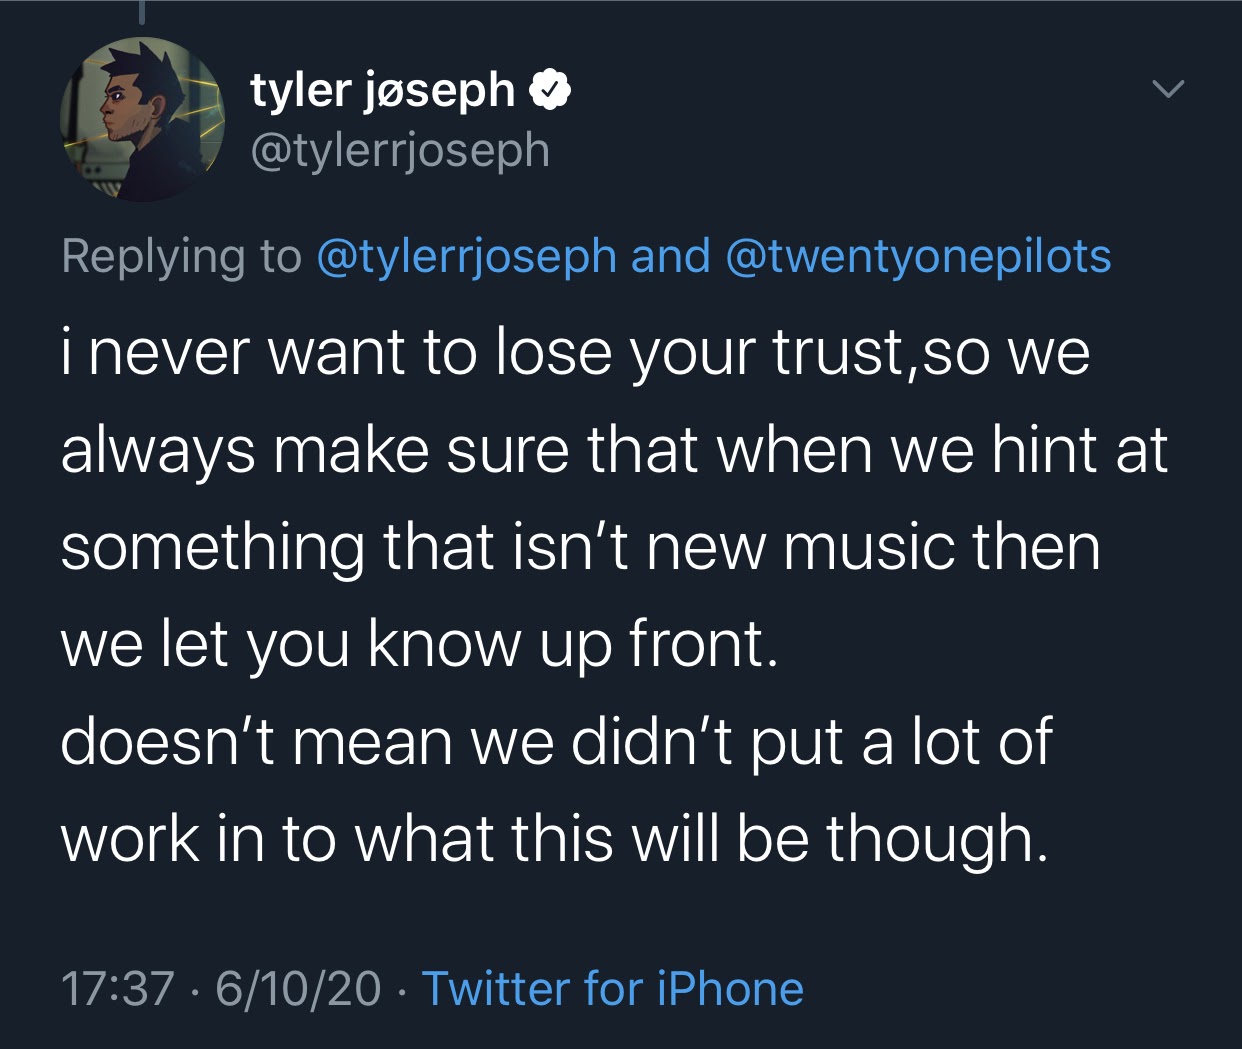 tyler jøseph
@tylerrjoseph
Replying to @tylerrjoseph and @twentyonepilots
i never want to lose your trust,so we
always make sure that when we hint at
something that isn’t new music then
we let you know up front.
doesn’t mean we didn’t put a lot of
work in to what this will be though.
17:37 · 6/10/20 · Twitter for iPhone